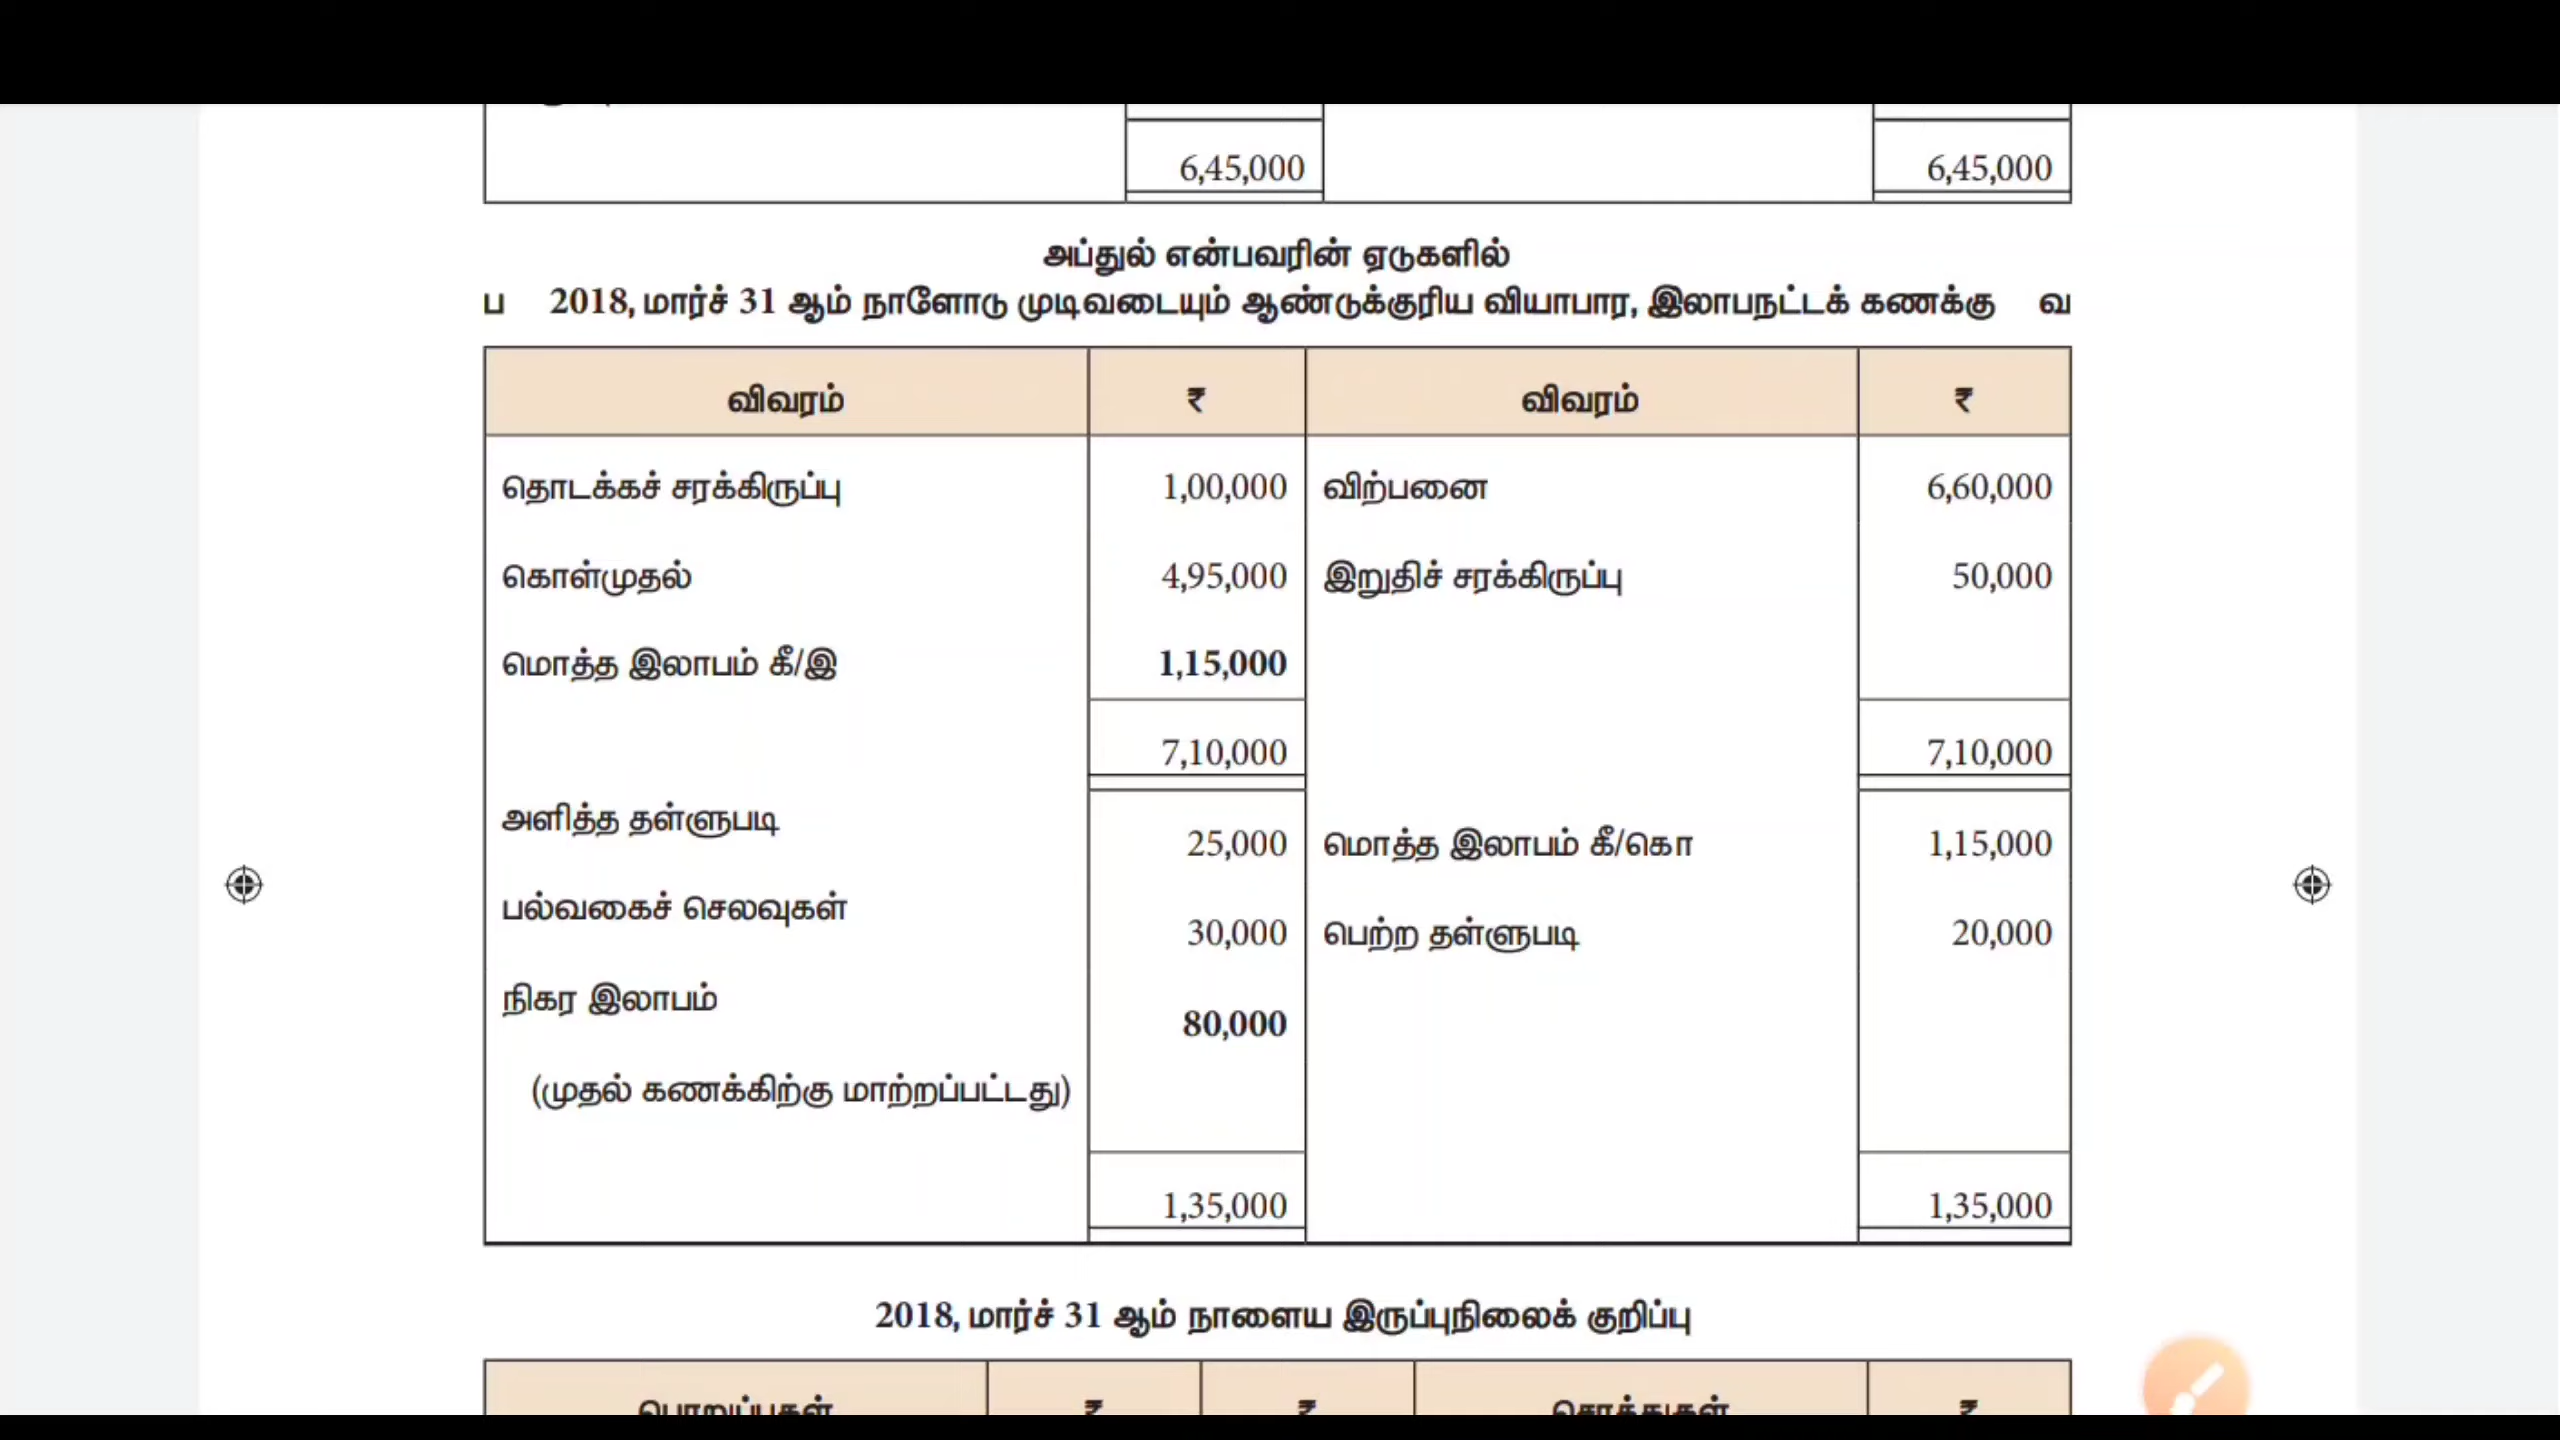 6,45,000 6,45,000
அப்துல் என்பவரின் ஏடுகளில்
ப 2018, மார்ச் 31 ஆம் நாளோடு முடிவடையும் ஆண்டுக்குரிய வியாபார, இலாபநட்டக் கணக்கு வ
விவரம் ₹ விவரம் ₹
தொடக்கச் சரக்கிருப்பு 1,00,000 விற்பனை 6,60,000
கொள்முதல் 4,95,000 இறுதிச் சரக்கிருப்பு 50,000
மொத்த இலாபம் கீ/இ 1,15,000
7,10,000 7,10,000
அளித்த தள்ளுபடி 25,000 மொத்த இலாபம் கீ/கொ 1,15,000
பல்வகைச் செலவுகள் 30,000 பெற்ற தள்ளுபடி 20,000
நிகர இலாபம் 80,000
(முதல் கணக்கிற்கு மாற்றப்பட்டது)
1,35,000 1,35,000
2018, மார்ச் 31 ஆம் நாளைய இருப்புநிலைக் குறிப்பு
பொறுப்புகள் ₹ ₹ சொத்துகள் ₹